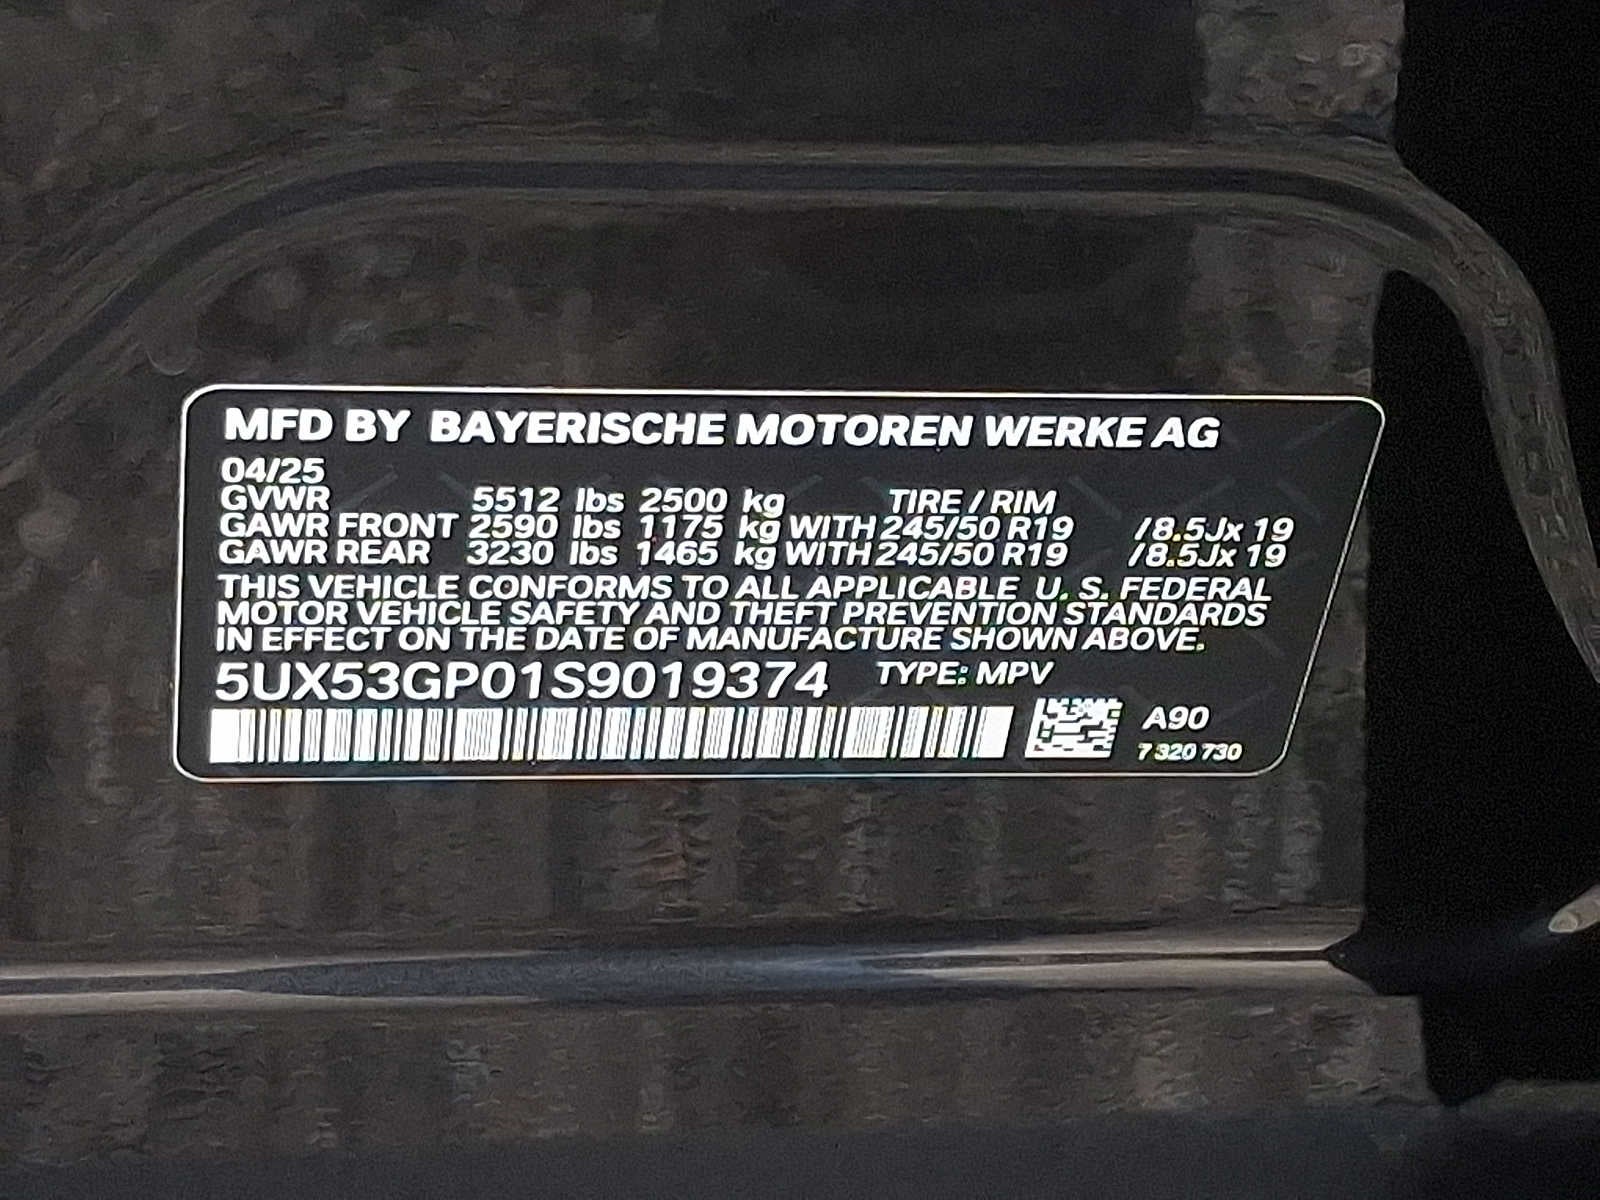 MFD BY BAYERISCHE MOTOREN WERKE AG
04/25
GVWR 5512 lbs 2500 kg TIRE / RIM
GAWR FRONT 2590 lbs 1175 kg WITH 245/50 R19 /8.5Jx 19
GAWR REAR 3230 lbs 1465 kg WITH 245/50 R19 /8.5Jx 19
THIS VEHICLE CONFORMS TO ALL APPLICABLE U. S. FEDERAL
MOTOR VEHICLE SAFETY AND THEFT PREVENTION STANDARDS
IN EFFECT ON THE DATE OF MANUFACTURE SHOWN ABOVE.
5UX53GP01S9019374 TYPE: MPV
A90
7 320 730